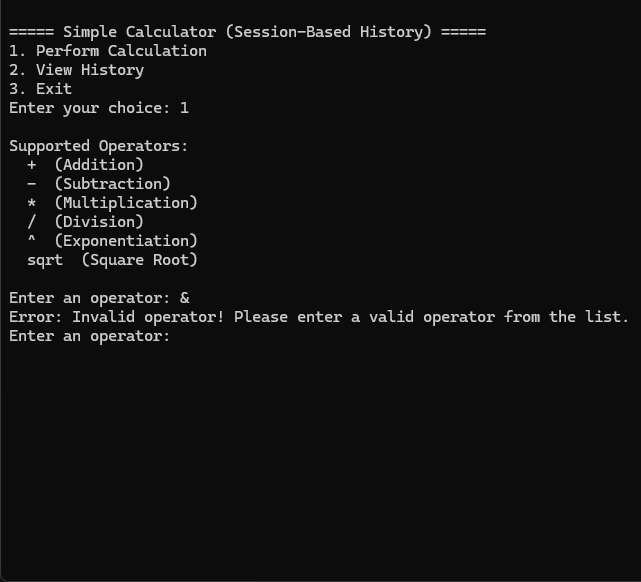 ===== Simple Calculator (Session-Based History) =====
1. Perform Calculation
2. View History
3. Exit
Enter your choice: 1
Supported Operators:
+ (Addition)
- (Subtraction)
* (Multiplication)
/ (Division)
^ (Exponentiation)
sqrt (Square Root)
Enter an operator: &
Error: Invalid operator! Please enter a valid operator from the list.
Enter an operator: